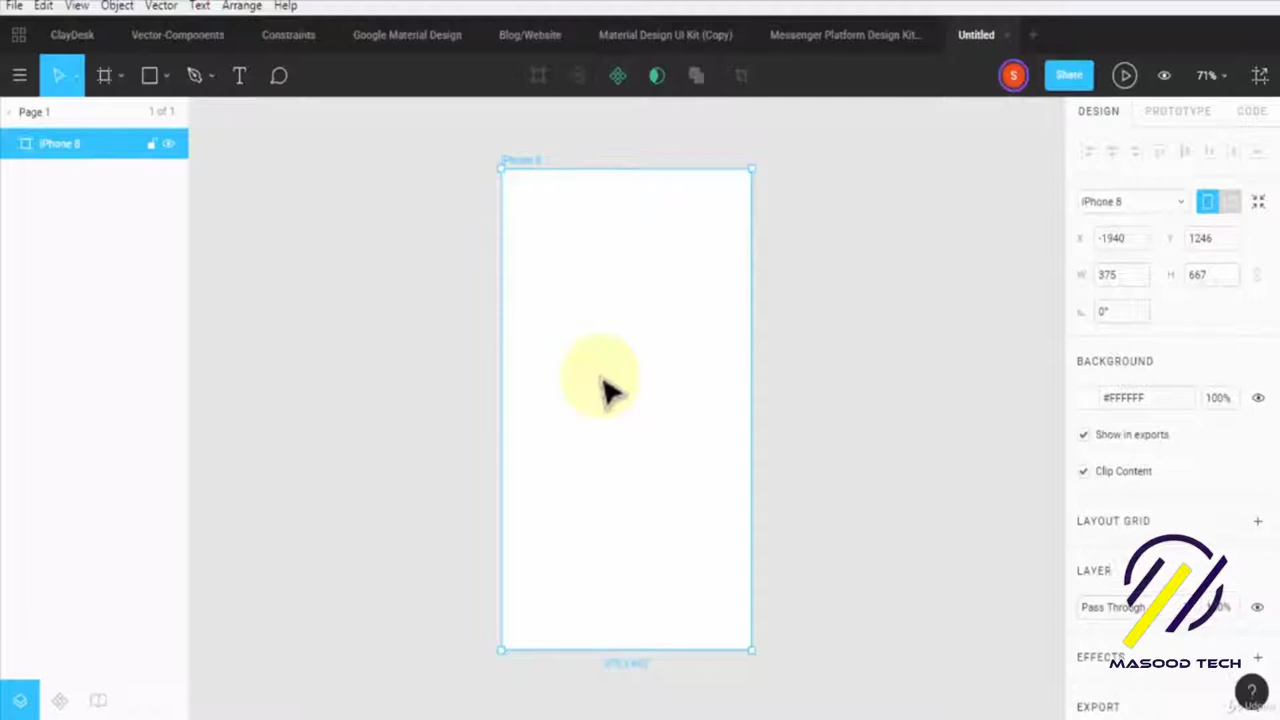 File Edit View Object Vector Text Arrange Help
ClayDesk Vector-Components Constraints Google Material Design Blog/Website Material Design UI Kit (Copy) Messenger Platform Design Kit... Untitled
S Share 71%
Page 1 1 of 1 DESIGN PROTOTYPE CODE
iPhone 8
iPhone 8
iPhone 8
X -1940 Y 1246
W 375 H 667
0°
BACKGROUND
#FFFFFF 100%
Show in exports
Clip Content
LAYOUT GRID
LAYER
Pass Through
EFFECTS
MASOOD TECH
?
EXPORT